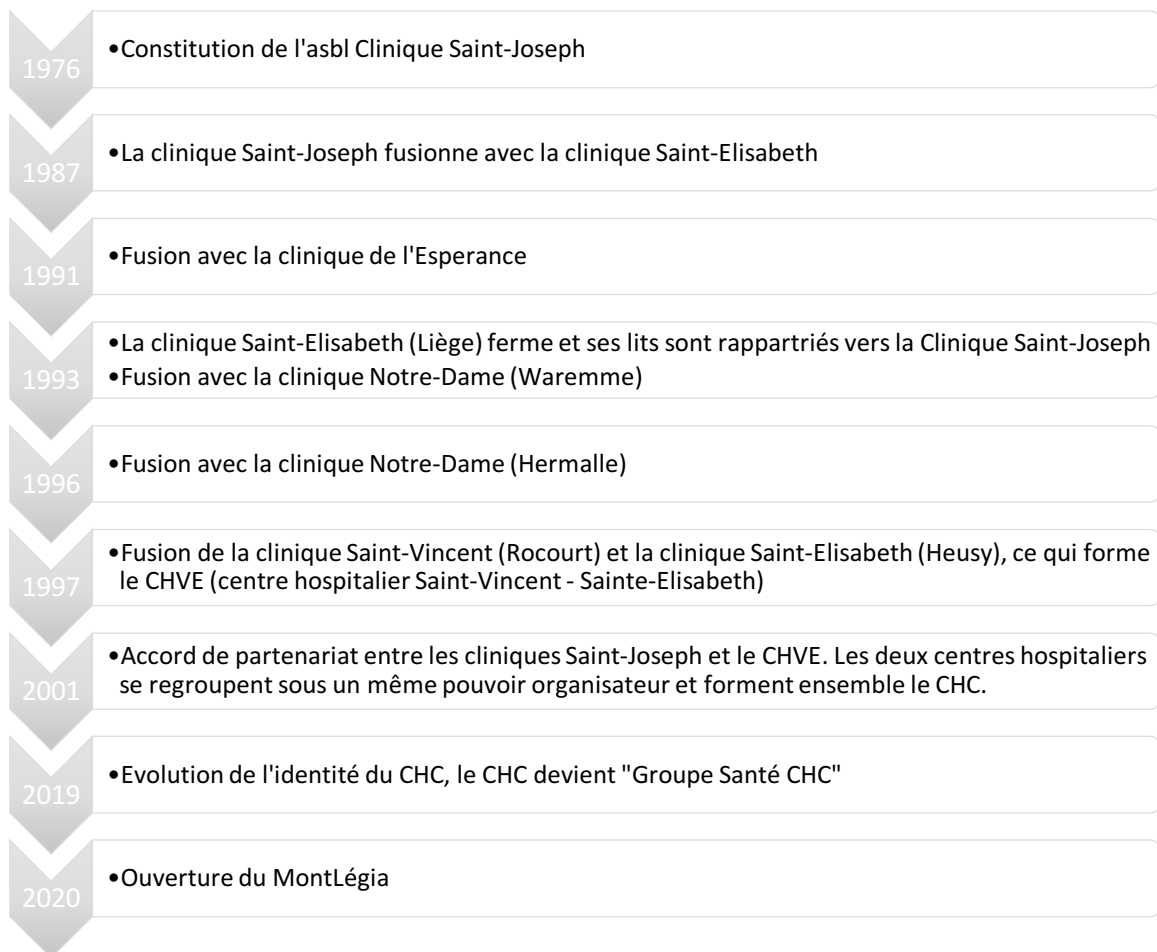 1976
•Constitution de l'asbl Clinique Saint-Joseph
1987
•La clinique Saint-Joseph fusionne avec la clinique Saint-Elisabeth
1991
•Fusion avec la clinique de l'Esperance
1993
•La clinique Saint-Elisabeth (Liège) ferme et ses lits sont rappartriés vers la Clinique Saint-Joseph
•Fusion avec la clinique Notre-Dame (Waremme)
1996
•Fusion avec la clinique Notre-Dame (Hermalle)
1997
•Fusion de la clinique Saint-Vincent (Rocourt) et la clinique Saint-Elisabeth (Heusy), ce qui forme
le CHVE (centre hospitalier Saint-Vincent - Sainte-Elisabeth)
2001
•Accord de partenariat entre les cliniques Saint-Joseph et le CHVE. Les deux centres hospitaliers
se regroupent sous un même pouvoir organisateur et forment ensemble le CHC.
2019
•Evolution de l'identité du CHC, le CHC devient "Groupe Santé CHC"
2020
•Ouverture du MontLégia